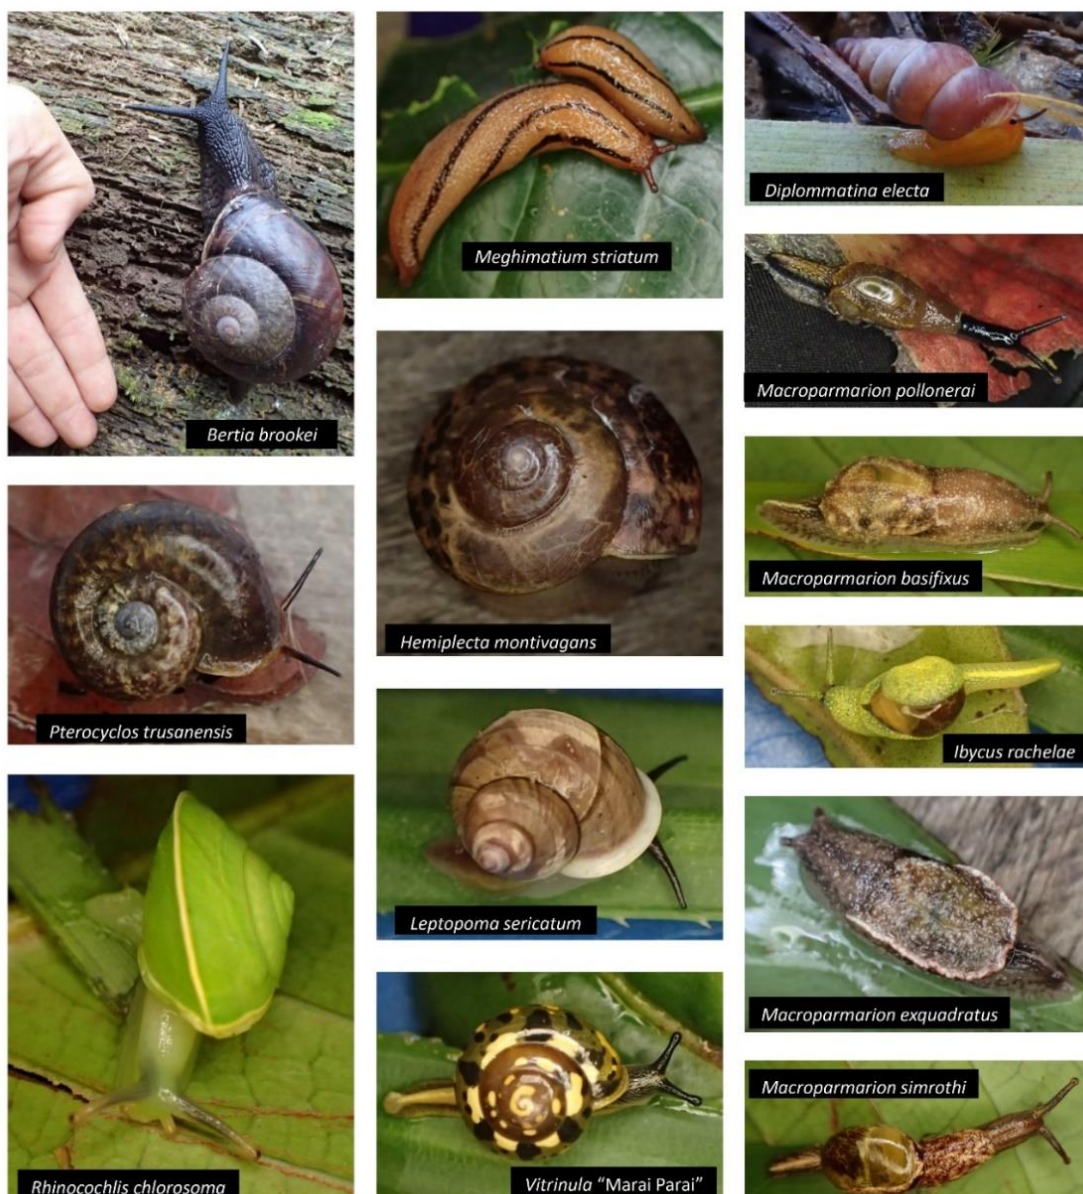 Bertia brookei
Pterocyclos trusanensis
Rhinocochlis chlorosoma
Meghimatium striatum
Hemiplecta montivagans
Leptopoma sericatum
Vitrinula “Marai Parai”
Diplommatina electa
Macroparmarion pollonerai
Macroparmarion basifixus
Ibycus rachelae
Macroparmarion exquadratus
Macroparmarion simrothi